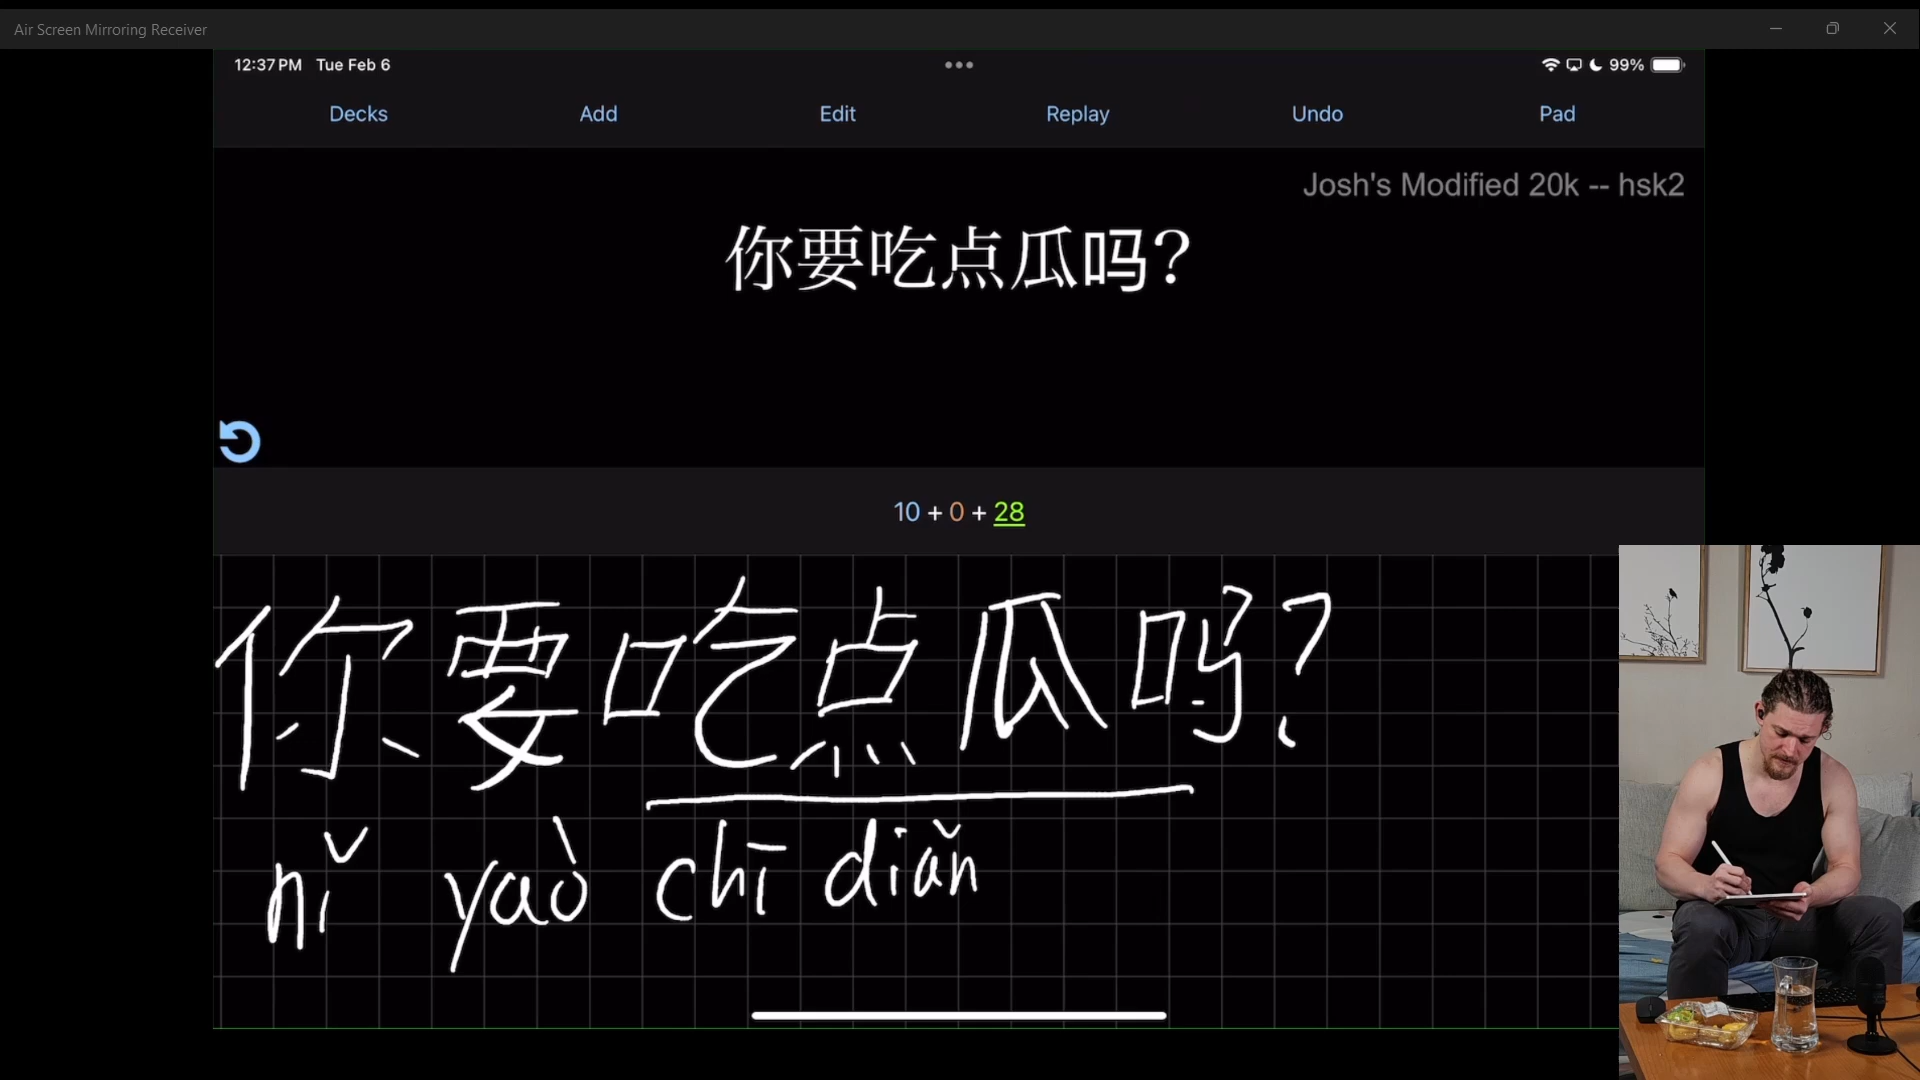 Air Screen Mirroring Receiver
12:37 PM Tue Feb 6 99%
Decks Add Edit Replay Undo Pad
Josh's Modified 20k -- hsk2
你要吃点瓜吗?
10 + 0 + 28
你要吃点瓜吗?
nǐ yaò chī diǎn